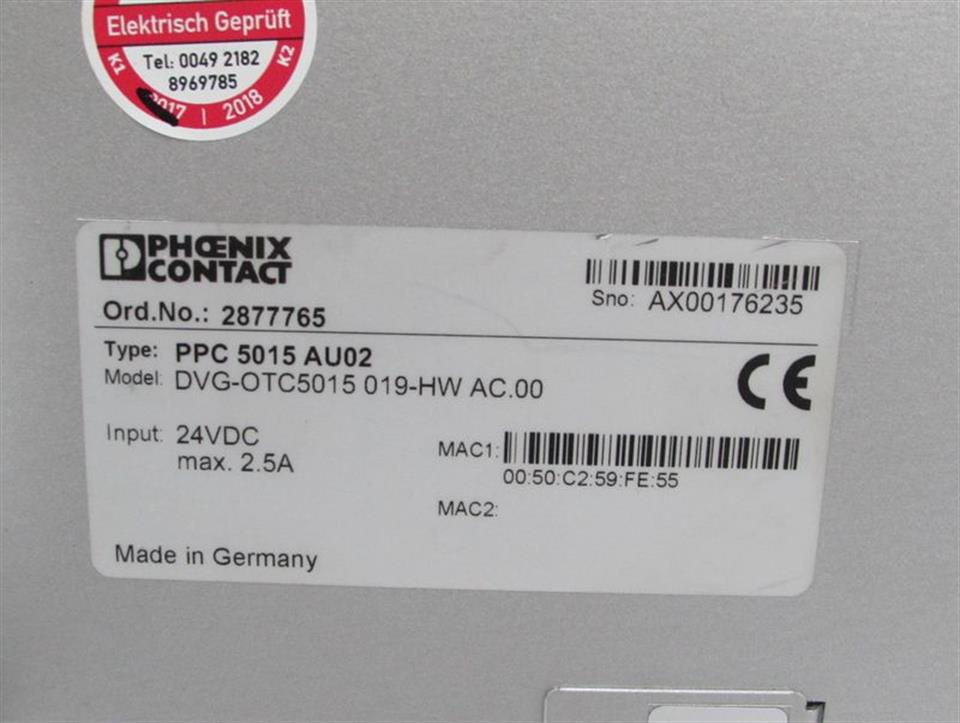 Elektrisch Geprüft
K1
Tel: 0049 2182
8969785
K2
2017 | 2018
PHŒNIX
CONTACT
Sno: AX00176235
Ord.No.: 2877765
Type: PPC 5015 AU02
Model: DVG-OTC5015 019-HW AC.00
CE
Input: 24VDC
max. 2.5A
MAC1:
00:50:C2:59:FE:55
MAC2:
Made in Germany